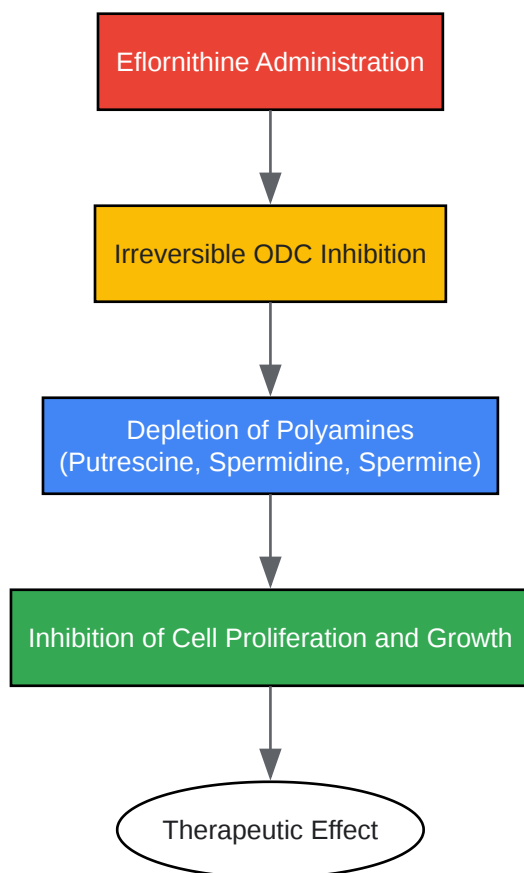 Eflornithine Administration
Irreversible ODC Inhibition
Depletion of Polyamines
(Putrescine, Spermidine, Spermine)
Inhibition of Cell Proliferation and Growth
Therapeutic Effect